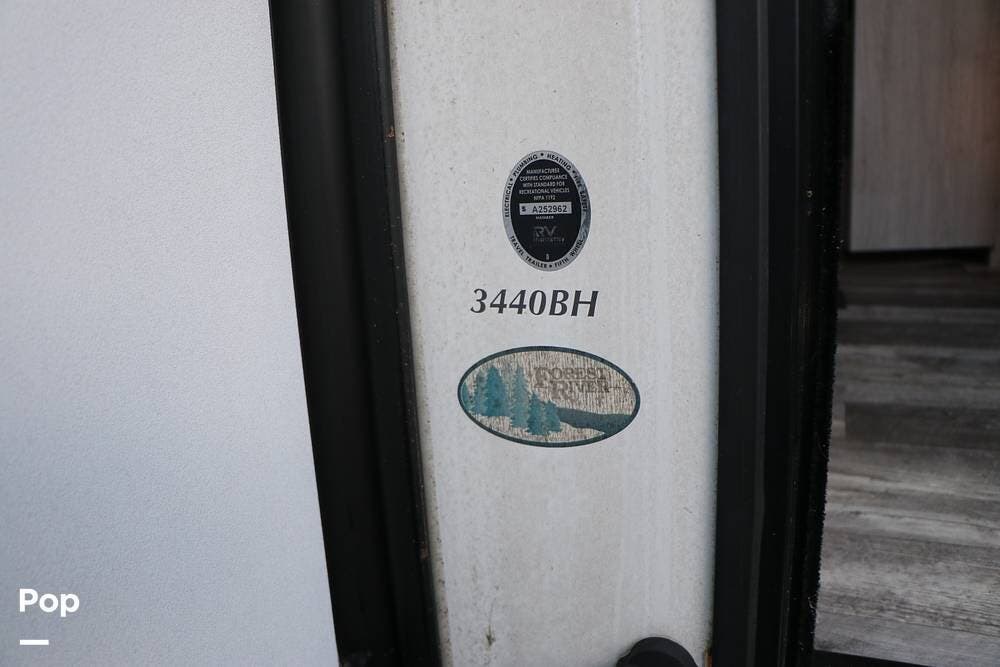 ELECTRICAL • PLUMBING • HEATING • FIRE SAFETY
MANUFACTURER
CERTIFIES COMPLIANCE
WITH STANDARD FOR
RECREATIONAL VEHICLES
NFPA 1192
S A252962
MEMBER
RV
TRAVEL TRAILER • FIFTH WHEEL
3440BH
FOREST
RIVER
Pop